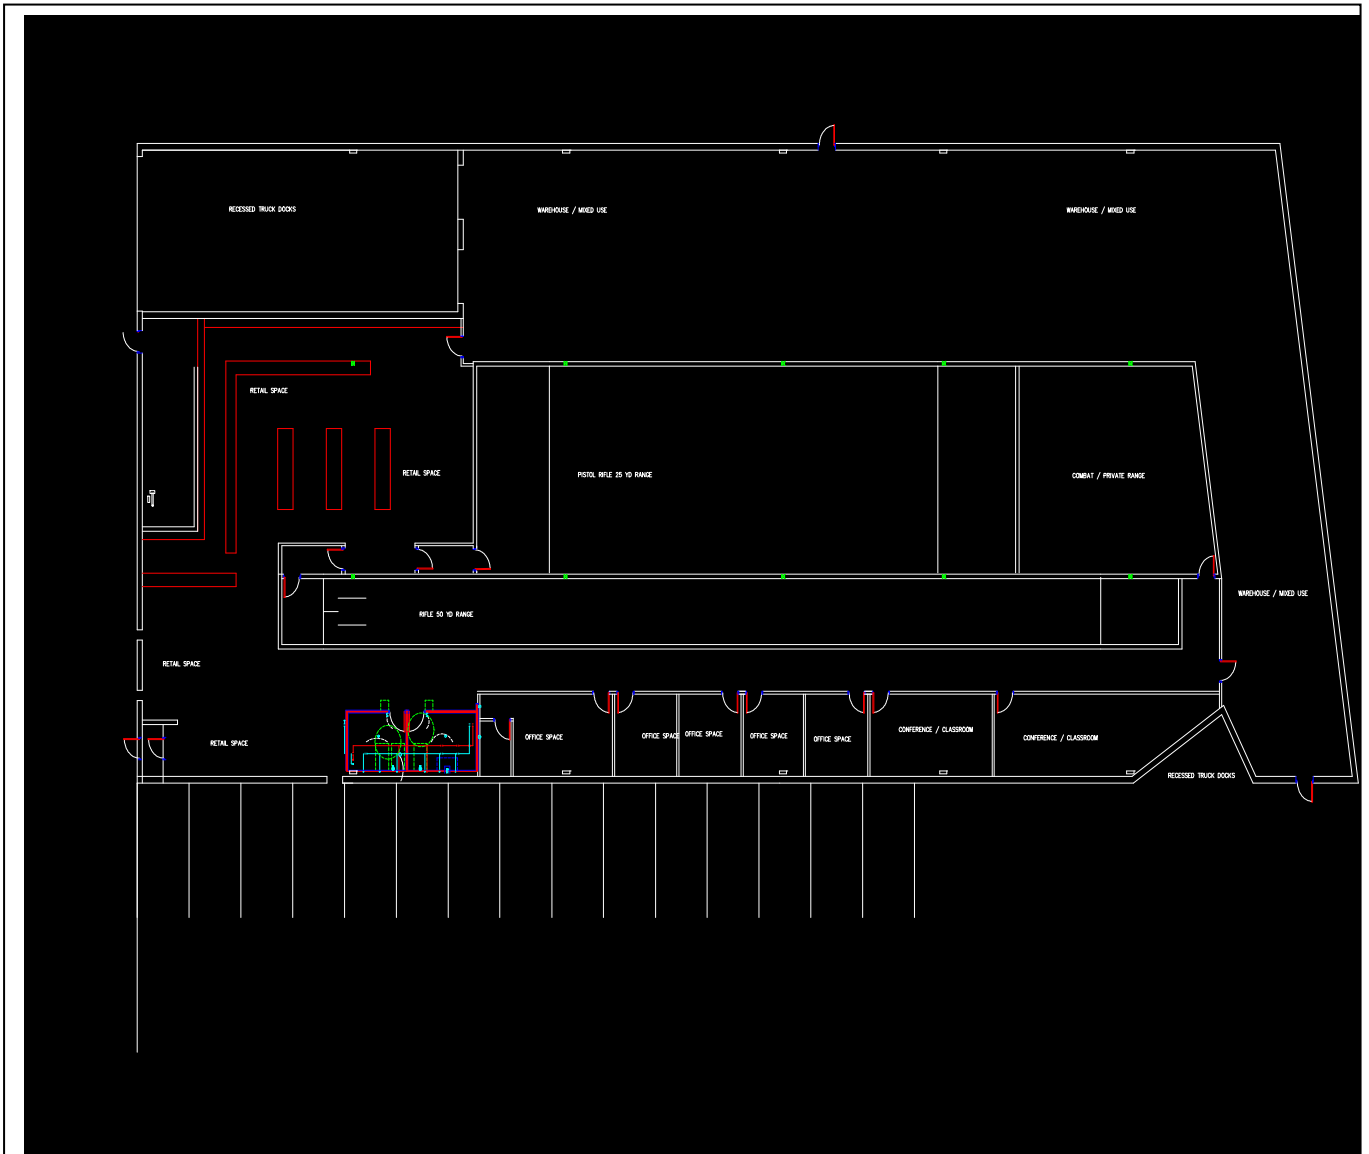 RECESSED TRUCK DOCKS
WAREHOUSE / MIXED USE
WAREHOUSE / MIXED USE
RETAIL SPACE
RETAIL SPACE
PISTOL RIFLE 25 YD RANGE
COMBAT / PRIVATE RANGE
WAREHOUSE / MIXED USE
RIFLE 50 YD RANGE
RETAIL SPACE
RETAIL SPACE
OFFICE SPACE
OFFICE SPACE
OFFICE SPACE
OFFICE SPACE
OFFICE SPACE
CONFERENCE / CLASSROOM
CONFERENCE / CLASSROOM
RECESSED TRUCK DOCKS